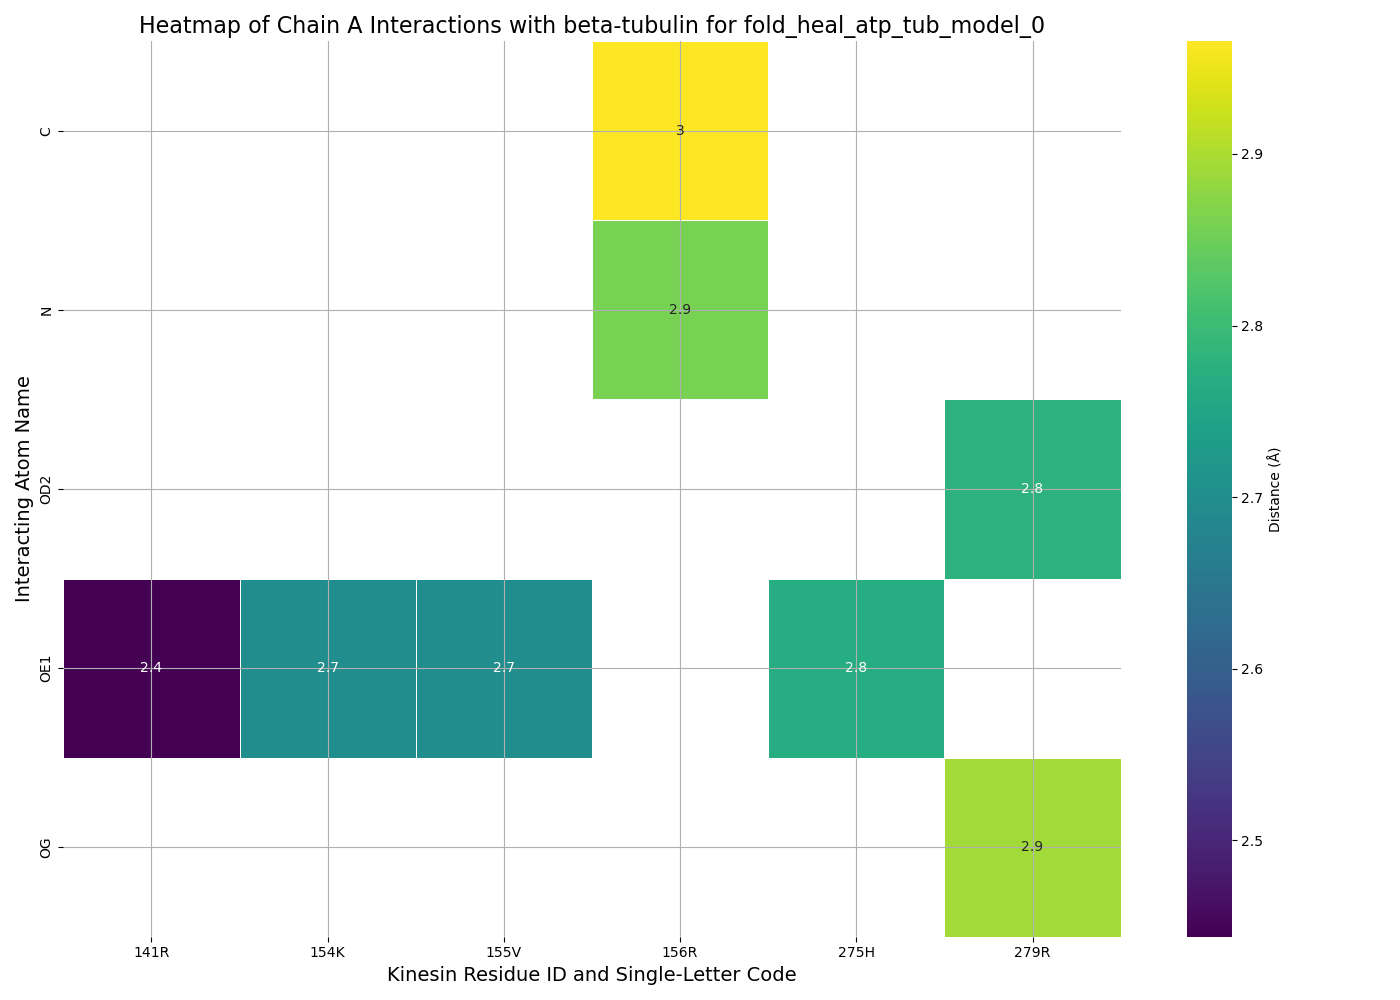 Heatmap of Chain A Interactions with beta-tubulin for fold_heal_atp_tub_model_0
Interacting Atom Name
C
N
OD2
OE1
OG
3
2.9
2.8
2.4
2.7
2.7
2.8
2.9
141R
154K
155V
156R
275H
279R
Kinesin Residue ID and Single-Letter Code
2.9
2.8
2.7
2.6
2.5
Distance (Å)